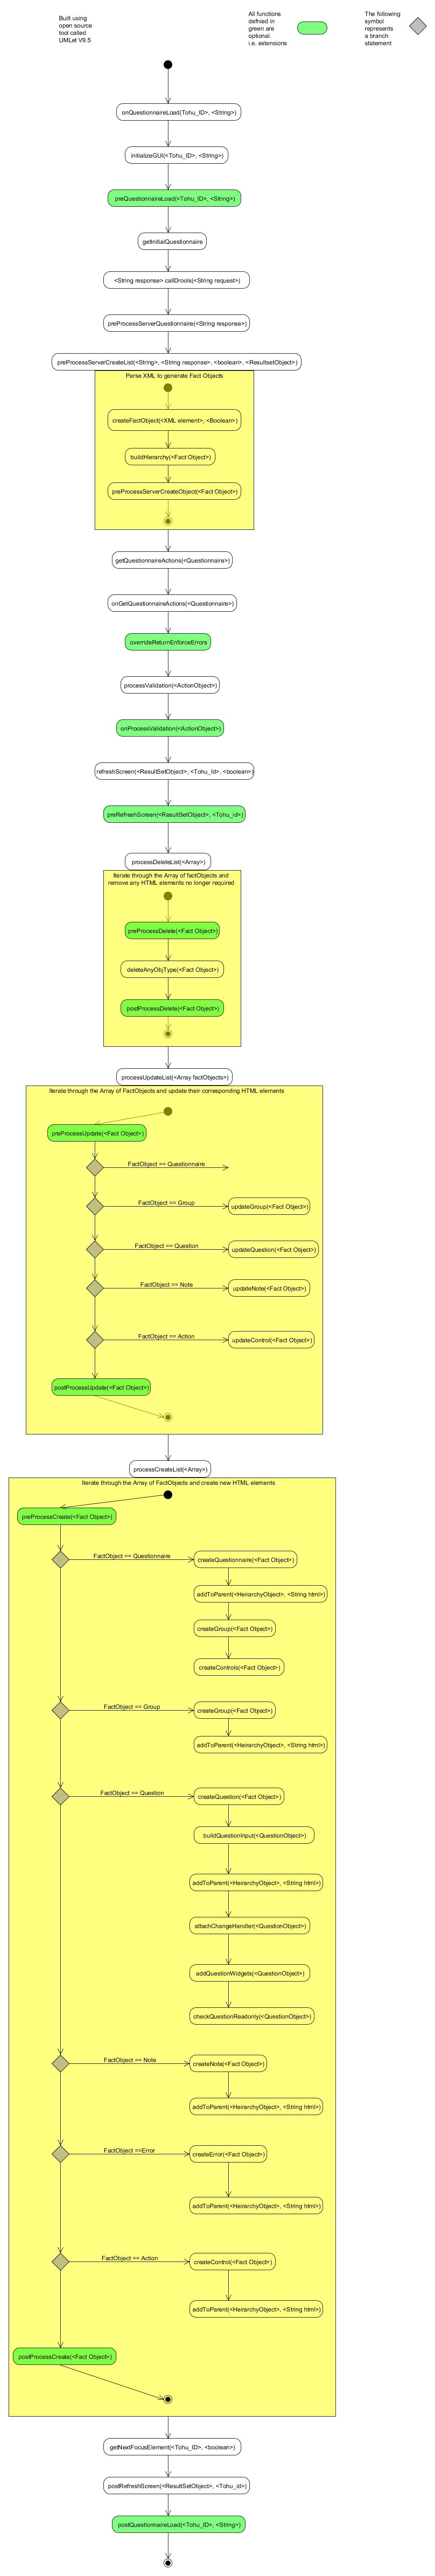 Built using
open source
tool called
UMLet V9.5
All functions
defnied in
green are
optional.
i.e. extensions
The following
symbol
represents
a branch
statement
onQuestionnaireLoad(Tohu_ID>, <String>)
initializeGUI(<Tohu_ID>, <String>)
preQuestionnaireLoad(<Tohu_ID>, <String>)
getInitialQuestionnaire
<String response> callDrools(<String request>)
preProcessServerQuestionnaire(<String response>)
preProcessServerCreateList(<String>, <String response>, <boolean>, <ResultsetObject>)
Parse XML to generate Fact Objects
createFactObject(<XML element>, <Boolean>)
buildHierarchy(<Fact Object>)
preProcessServerCreateObject(<Fact Object>)
getQuestionnaireActions(<Questionnaire>)
onGetQuestionnaireActions(<Questionnaire>)
overrideReturnEnforceErrors
processValidation(<ActionObject>)
onProcessValidation(<ActionObject>)
refreshScreen(<ResultSetObject>, <Tohu_Id>, <boolean>)
preRefreshScreen(<ResultSetObject>, <Tohu_id>)
processDeleteList(<Array>)
Iterate through the Array of factObjects and
remove any HTML elements no longer required
preProcessDelete(<Fact Object>)
deleteAnyObjType(<Fact Object>)
postProcessDelete(<Fact Object>)
processUpdateList(<Array factObjects>)
Iterate through the Array of FactObjects and update their corresponding HTML elements
preProcessUpdate(<Fact Object>)
FactObject == Questionnaire
FactObject == Group
updateGroup(<Fact Object>)
FactObject == Question
updateQuestion(<Fact Object>)
FactObject == Note
updateNote(<Fact Object>)
FactObject == Action
updateControl(<Fact Object>)
postProcessUpdate(<Fact Object>)
processCreateList(<Array>)
Iterate through the Array of FactObjects and create new HTML elements
preProcessCreate(<Fact Object>)
FactObject == Questionnaire
createQuestionnaire(<Fact Object>)
addToParent(<HeirarchyObject>, <String html>)
createGroup(<Fact Object>)
createControls(<Fact Object>)
FactObject == Group
createGroup(<Fact Object>)
addToParent(<HeirarchyObject>, <String html>)
FactObject == Question
createQuestion(<Fact Object>)
buildQuestionInput(<QuestionObject>)
addToParent(<HeirarchyObject>, <String html>)
attachChangeHandler(<QuestionObject>)
addQuestionWidgets(<QuestionObject>)
checkQuestionReadonly(<QuestionObject>)
FactObject == Note
createNote(<Fact Object>)
addToParent(<HeirarchyObject>, <String html>)
FactObject ==Error
createError(<Fact Object>)
addToParent(<HeirarchyObject>, <String html>)
FactObject == Action
createControl(<Fact Object>)
addToParent(<HeirarchyObject>, <String html>)
postProcessCreate(<Fact Object>)
getNextFocusElement(<Tohu_ID>, <boolean>)
postRefreshScreen(<ResultSetObject>, <Tohu_id>)
postQuestionnaireLoad(<Tohu_ID>, <String>)